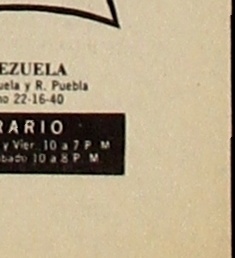 EZUELA
uela y R. Puebla
no 22-16-40
RARIO
y Vier. 10 a 7 P M
bado 10 a 8 P M